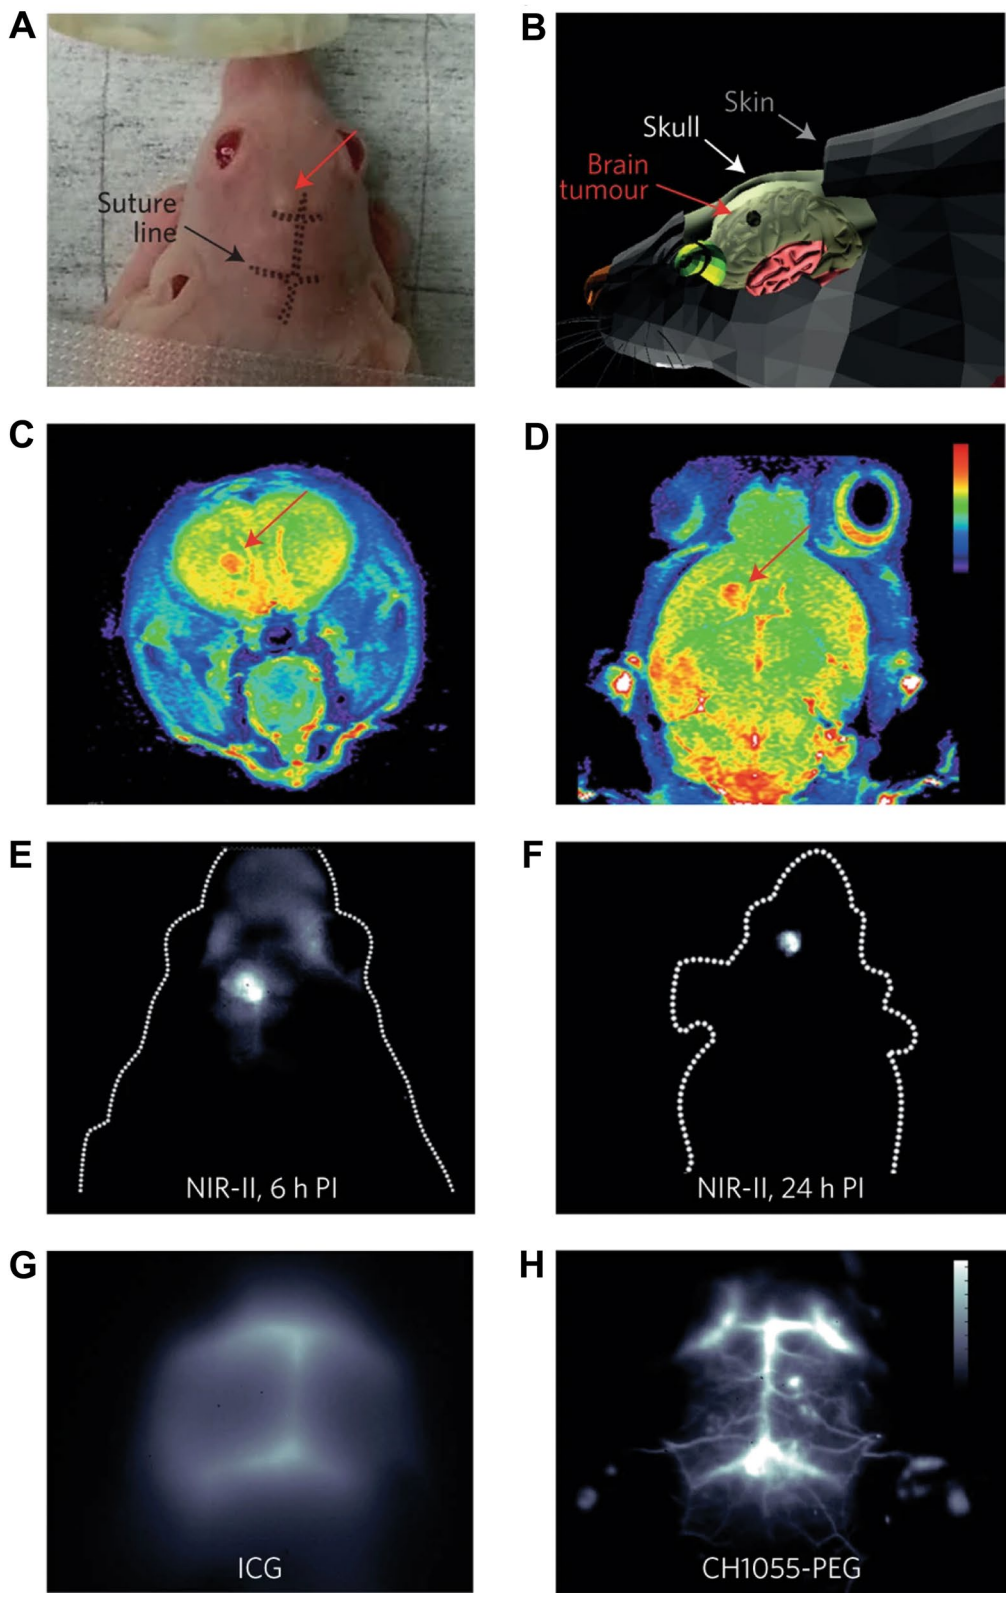 A
Suture
line
B
Skin
Skull
Brain
tumour
C
D
E
NIR-II, 6 h PI
F
NIR-II, 24 h PI
G
ICG
H
CH1055-PEG